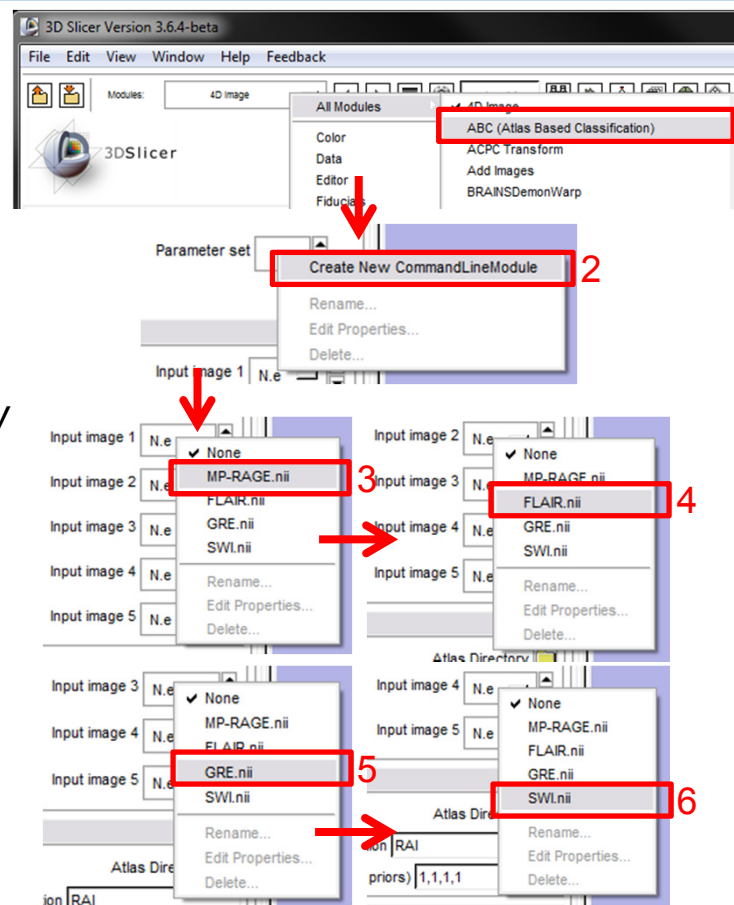 3D Slicer Version 3.6.4-beta
File Edit View Window Help Feedback
Modules: 4D Image
3DSlicer
All Modules
Color
Data
Editor
Fiducials
4D Image
ABC (Atlas Based Classification)
ACPC Transform
Add Images
BRAINSDemonWarp
Parameter set
Create New CommandLineModule
2
Rename...
Edit Properties...
Delete...
Input image 1 N.e
Input image 1 N.e
Input image 2 N.e
Input image 3 N.e
Input image 4 N.e
Input image 5 N.e
None
MP-RAGE.nii
3
FLAIR.nii
GRE.nii
SWI.nii
Rename...
Edit Properties...
Delete...
Input image 2 N.e
Input image 3 N.e
Input image 4 N.e
Input image 5 N.e
None
MP-RAGE.nii
FLAIR.nii
4
GRE.nii
SWI.nii
Rename...
Edit Properties...
Delete...
Atlas Directory
Input image 3 N.e
Input image 4 N.e
Input image 5 N.e
None
MP-RAGE.nii
FLAIR.nii
GRE.nii
5
SWI.nii
Rename...
Edit Properties...
Delete...
Atlas Dire
ion RAI
Input image 4 N.e
Input image 5 N.e
None
MP-RAGE.nii
FLAIR.nii
GRE.nii
SWI.nii
6
Rename...
Edit Properties...
Delete...
Atlas Dire
ion RAI
priors) 1,1,1,1